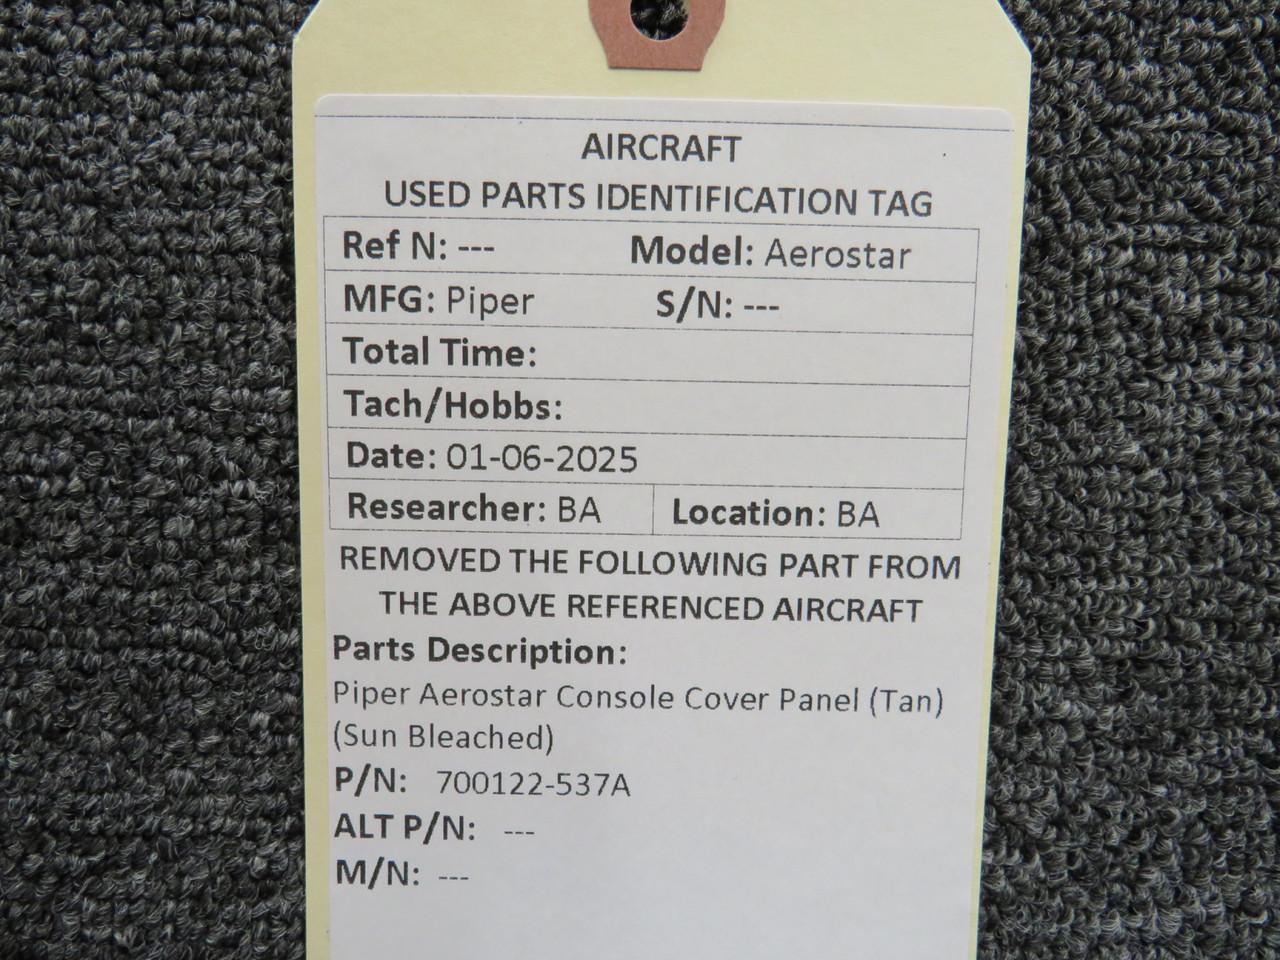 AIRCRAFT
USED PARTS IDENTIFICATION TAG
Ref N: --- Model: Aerostar
MFG: Piper S/N: ---
Total Time:
Tach/Hobbs:
Date: 01-06-2025
Researcher: BA Location: BA
REMOVED THE FOLLOWING PART FROM
THE ABOVE REFERENCED AIRCRAFT
Parts Description:
Piper Aerostar Console Cover Panel (Tan)
(Sun Bleached)
P/N: 700122-537A
ALT P/N: ---
M/N: ---